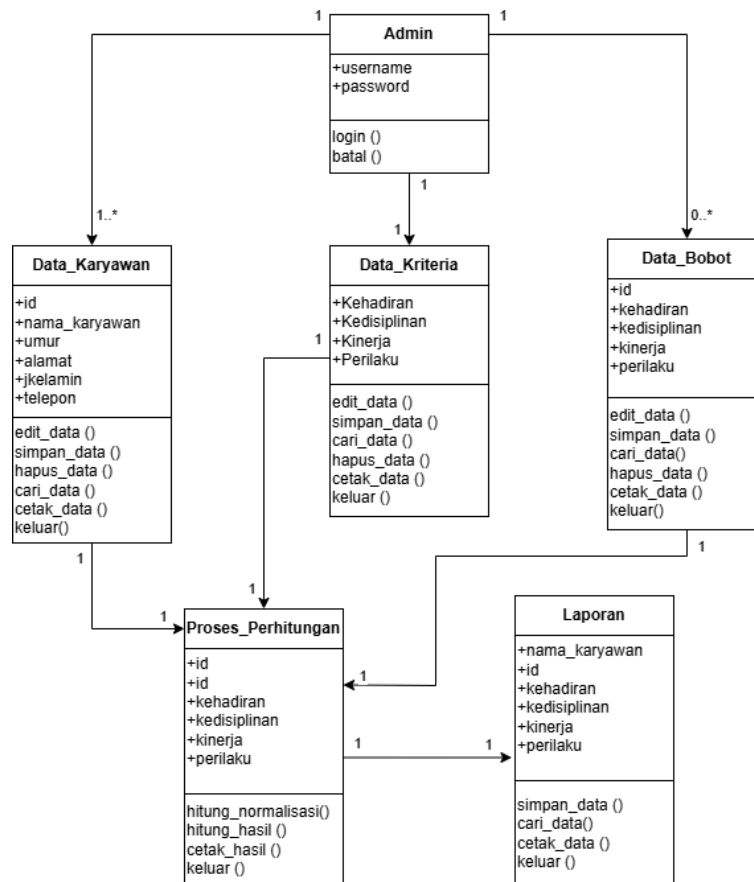 1
1
Admin
+username
+password
login ()
batal ()
1
1..*
1
0..*
Data_Karyawan
+id
+nama_karyawan
+umur
+alamat
+jkelamin
+telepon
edit_data ()
simpan_data ()
hapus_data ()
cari_data ()
cetak_data ()
keluar()
1
Data_Kriteria
+Kehadiran
+Kedisiplinan
+Kinerja
+Perilaku
edit_data ()
simpan_data ()
cari_data ()
hapus_data ()
cetak_data ()
keluar ()
1
Data_Bobot
+id
+kehadiran
+kedisiplinan
+kinerja
+perilaku
edit_data ()
simpan_data ()
cari_data()
hapus_data ()
cetak_data ()
keluar()
1
1
1
1
Proses_Perhitungan
+id
+id
+kehadiran
+kedisiplinan
+kinerja
+perilaku
hitung_normalisasi()
hitung_hasil ()
cetak_hasil ()
keluar ()
1
1
Laporan
+nama_karyawan
+id
+kehadiran
+kedisiplinan
+kinerja
+perilaku
simpan_data ()
cari_data()
cetak_data ()
keluar ()